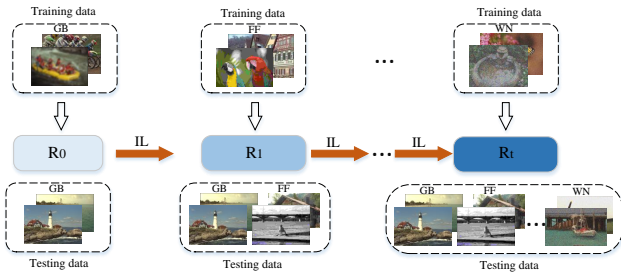 Training data
Training data
Training data
GB
FF
WN
...
R0
IL
R1
IL
...
IL
Rt
GB
GB
FF
GB
FF
...
WN
Testing data
Testing data
Testing data